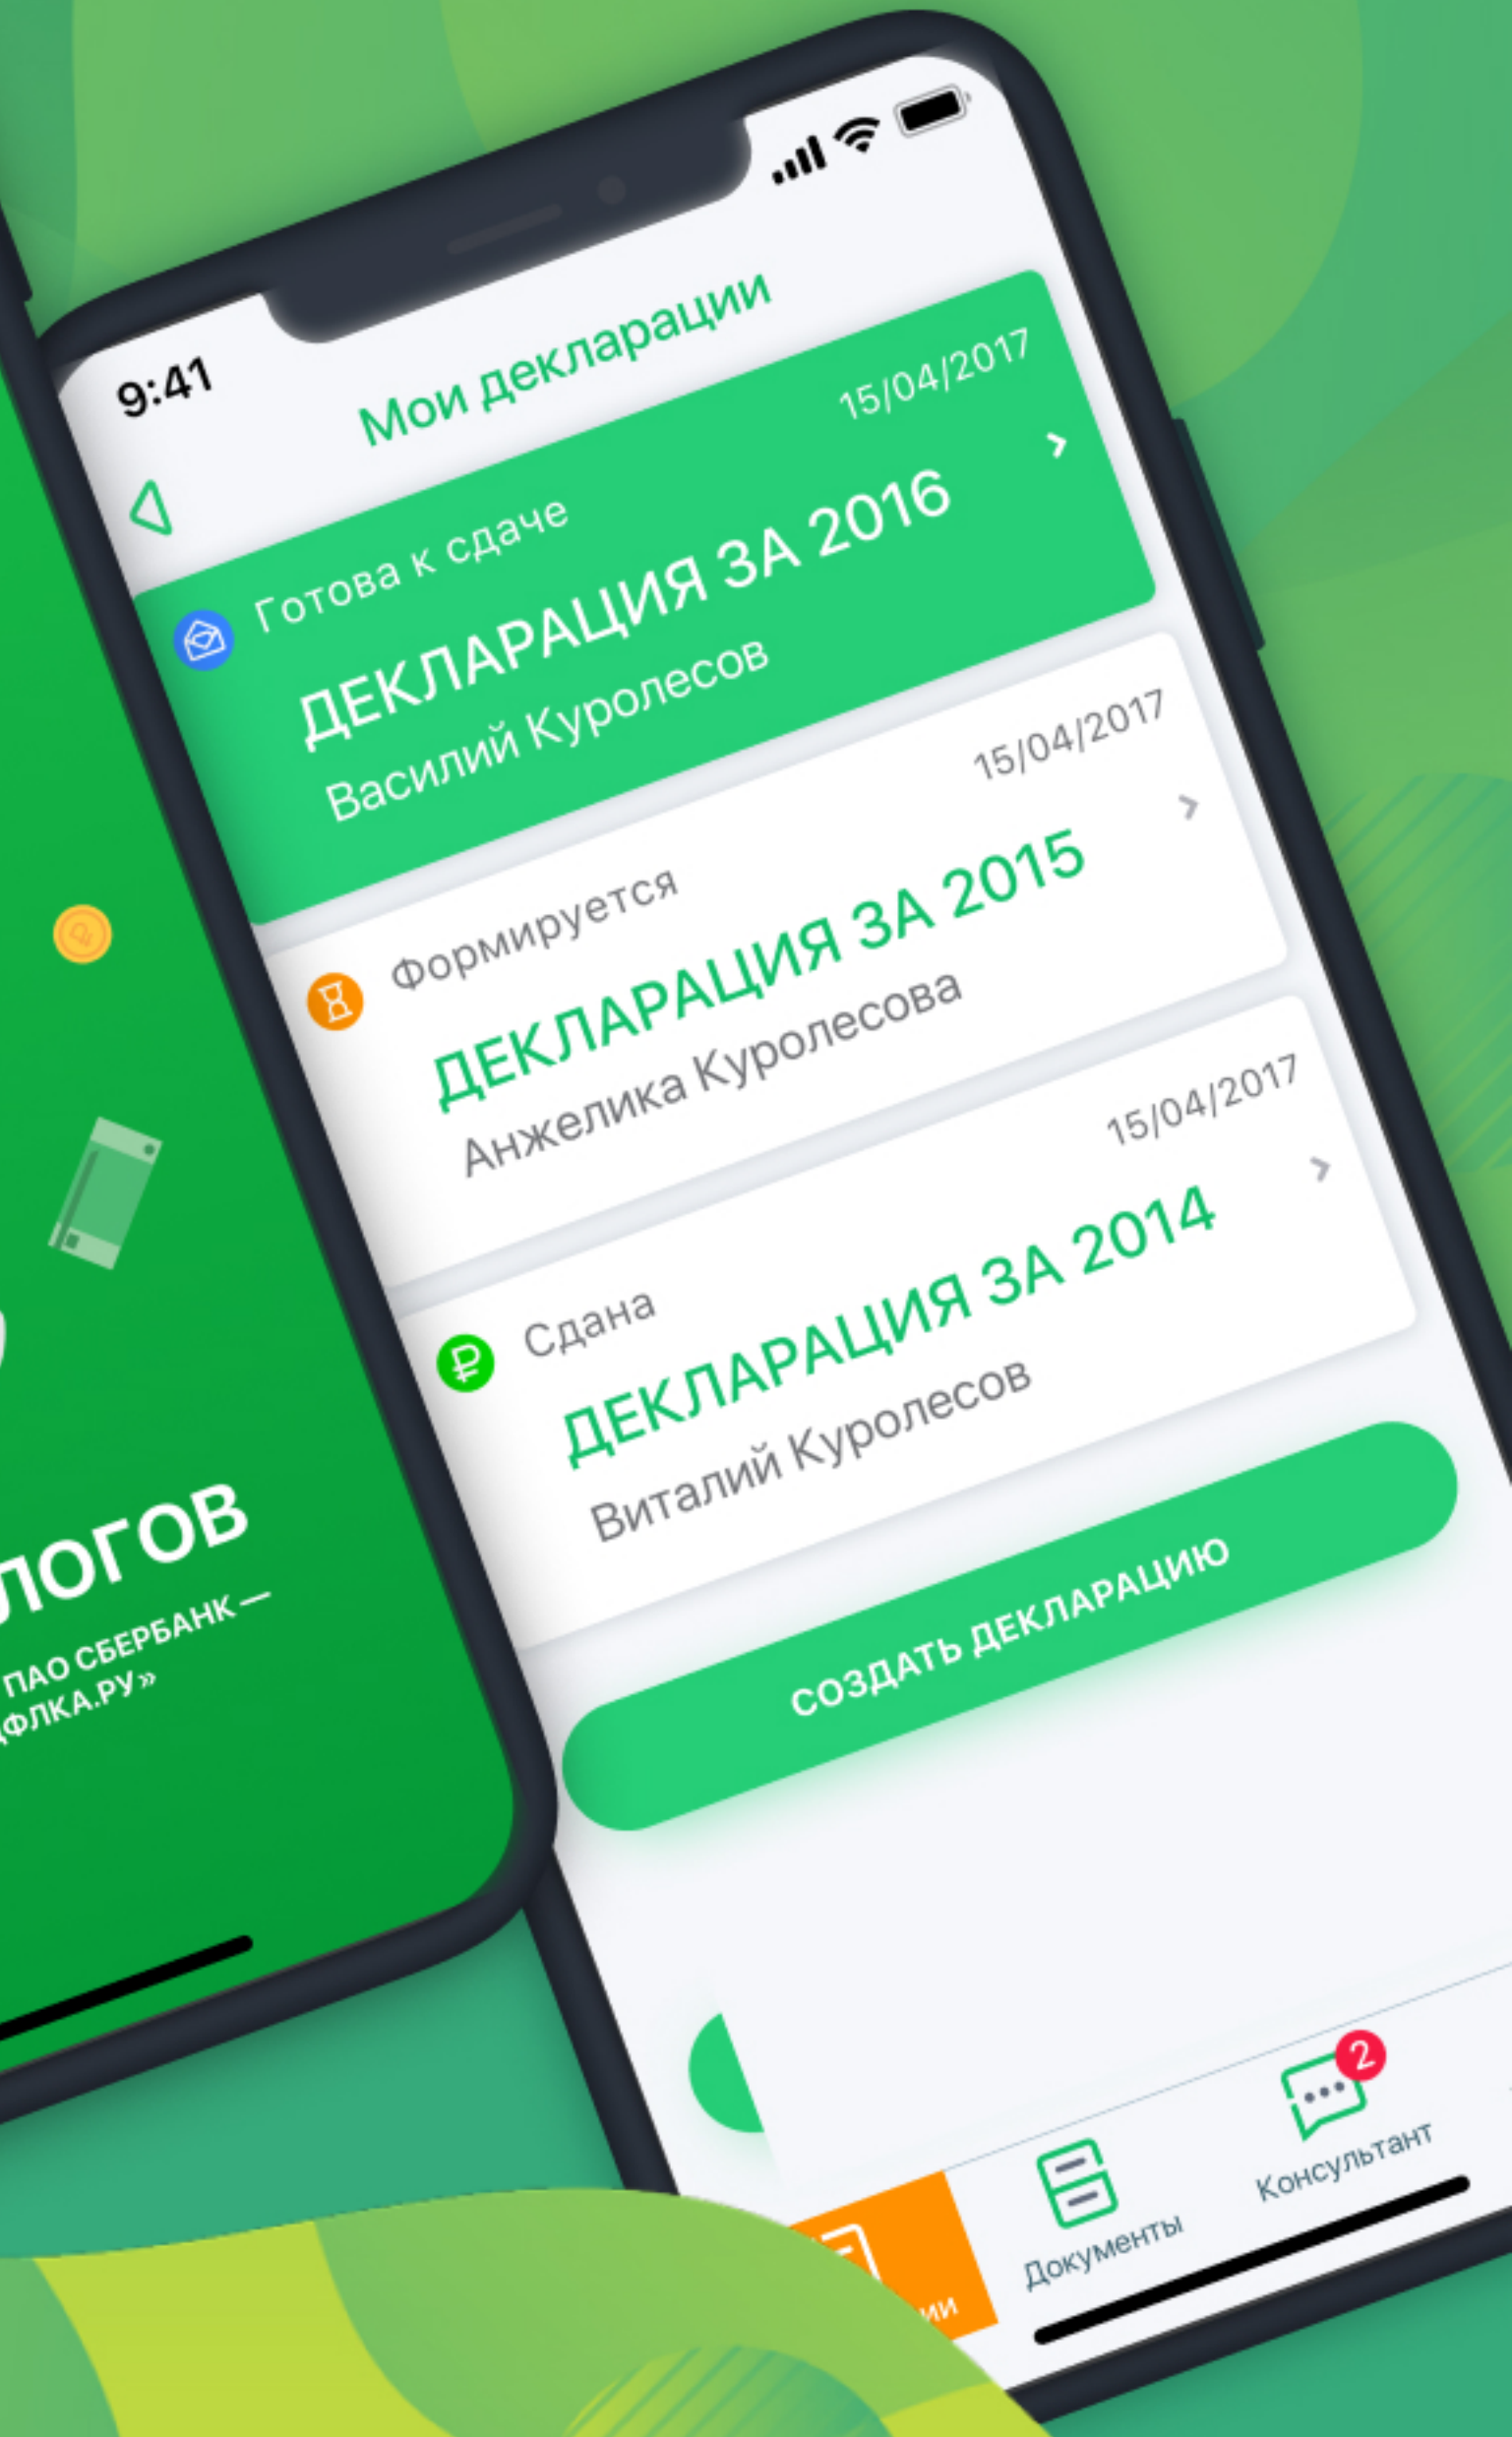 9:41
Мои декларации
15/04/2017
Готова к сдаче
ДЕКЛАРАЦИЯ ЗА 2016
Василий Куролесов
15/04/2017
Формируется
ДЕКЛАРАЦИЯ ЗА 2015
Анжелика Куролесова
15/04/2017
Сдана
ДЕКЛАРАЦИЯ ЗА 2014
Виталий Куролесов
СОЗДАТЬ ДЕКЛАРАЦИЮ
2
Консультант
Документы
ии
ЛОГОВ
ПАО СБЕРБАНК —
ФЛКА.РУ»